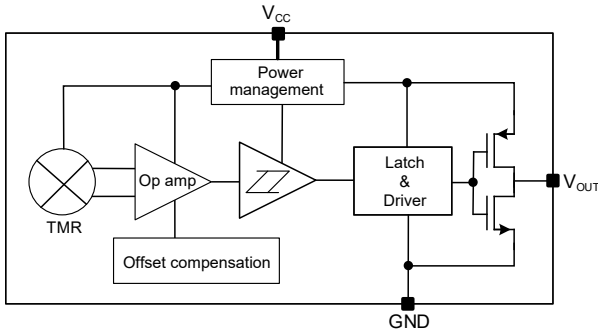 VCC
Power
management
Op amp
TMR
Latch
&
Driver
VOUT
Offset compensation
GND